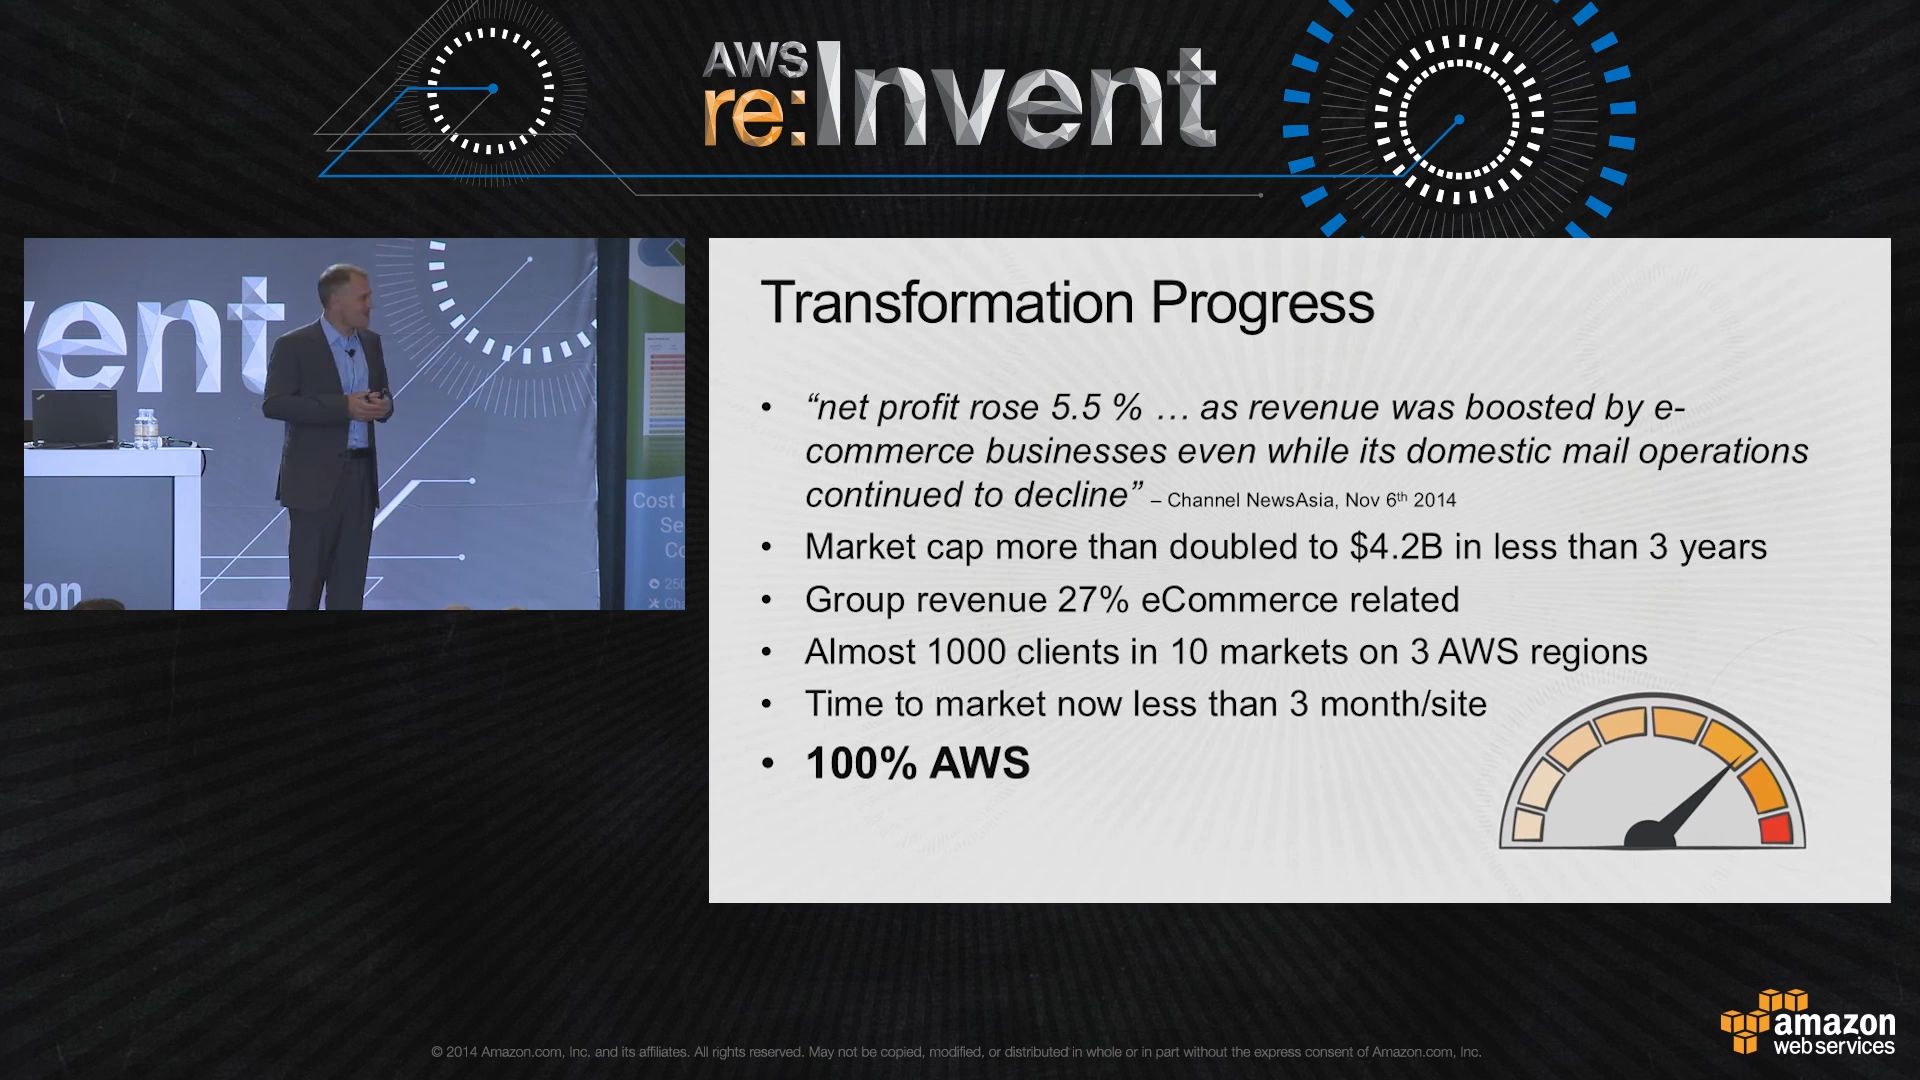 AWS
re:Invent
vent
zon
Cost
Se
Co
250
Ch
Transformation Progress
• “net profit rose 5.5 % … as revenue was boosted by e-
commerce businesses even while its domestic mail operations
continued to decline” – Channel NewsAsia, Nov 6th 2014
• Market cap more than doubled to $4.2B in less than 3 years
• Group revenue 27% eCommerce related
• Almost 1000 clients in 10 markets on 3 AWS regions
• Time to market now less than 3 month/site
• 100% AWS
© 2014 Amazon.com, Inc. and its affiliates. All rights reserved. May not be copied, modified, or distributed in whole or in part without the express consent of Amazon.com, Inc.
amazon
web services